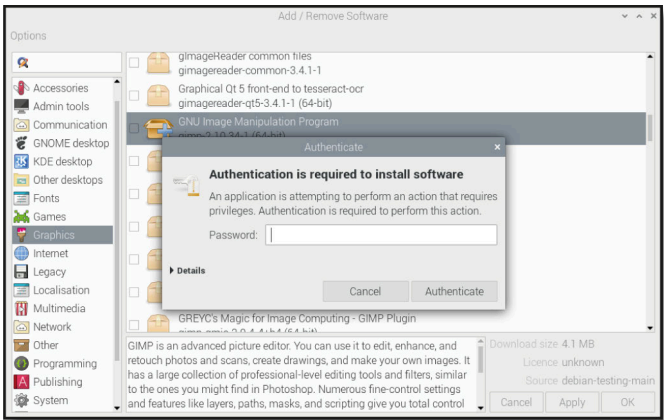 Add / Remove Software
Options
Accessories
Admin tools
Communication
GNOME desktop
KDE desktop
Other desktops
Fonts
Games
Graphics
Internet
Legacy
Localisation
Multimedia
Network
Other
Programming
Publishing
System
gImageReader common files
gimagereader-common-3.4.1-1
Graphical Qt 5 front-end to tesseract-ocr
gimagereader-qt5-3.4.1-1 (64-bit)
GNU Image Manipulation Program
gimp-2.10.34-1 (64-bit)
Authenticate
Authentication is required to install software
An application is attempting to perform an action that requires
privileges. Authentication is required to perform this action.
Password:
Details
Cancel
Authenticate
GREYC's Magic for Image Computing - GIMP Plugin
GIMP is an advanced picture editor. You can use it to edit, enhance, and
retouch photos and scans, create drawings, and make your own images. It
has a large collection of professional-level editing tools and filters, similar
to the ones you might find in Photoshop. Numerous fine-control settings
and features like layers, paths, masks, and scripting give you total control
Download size 4.1 MB
Licence unknown
Source debian-testing-main
Cancel
Apply
OK